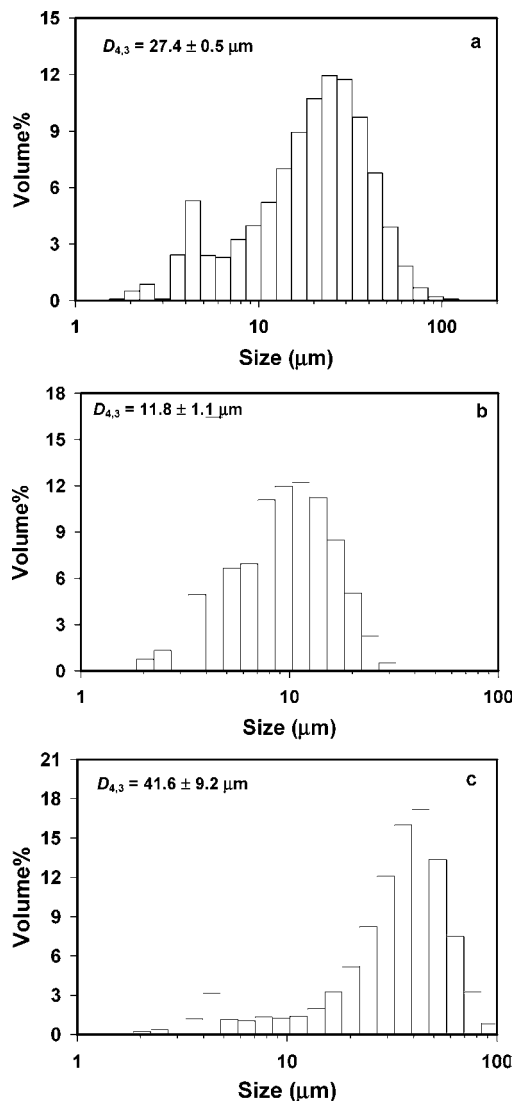 15
D4,3 = 27.4 ± 0.5 μm
a
12
9
6
3
0
Volume%
1
10
100
Size (μm)
18
D4,3 = 11.8 ± 1.1 μm
b
15
12
9
6
3
0
Volume%
1
10
100
Size (μm)
21
D4,3 = 41.6 ± 9.2 μm
c
18
15
12
9
6
3
0
Volume%
1
10
100
Size (μm)